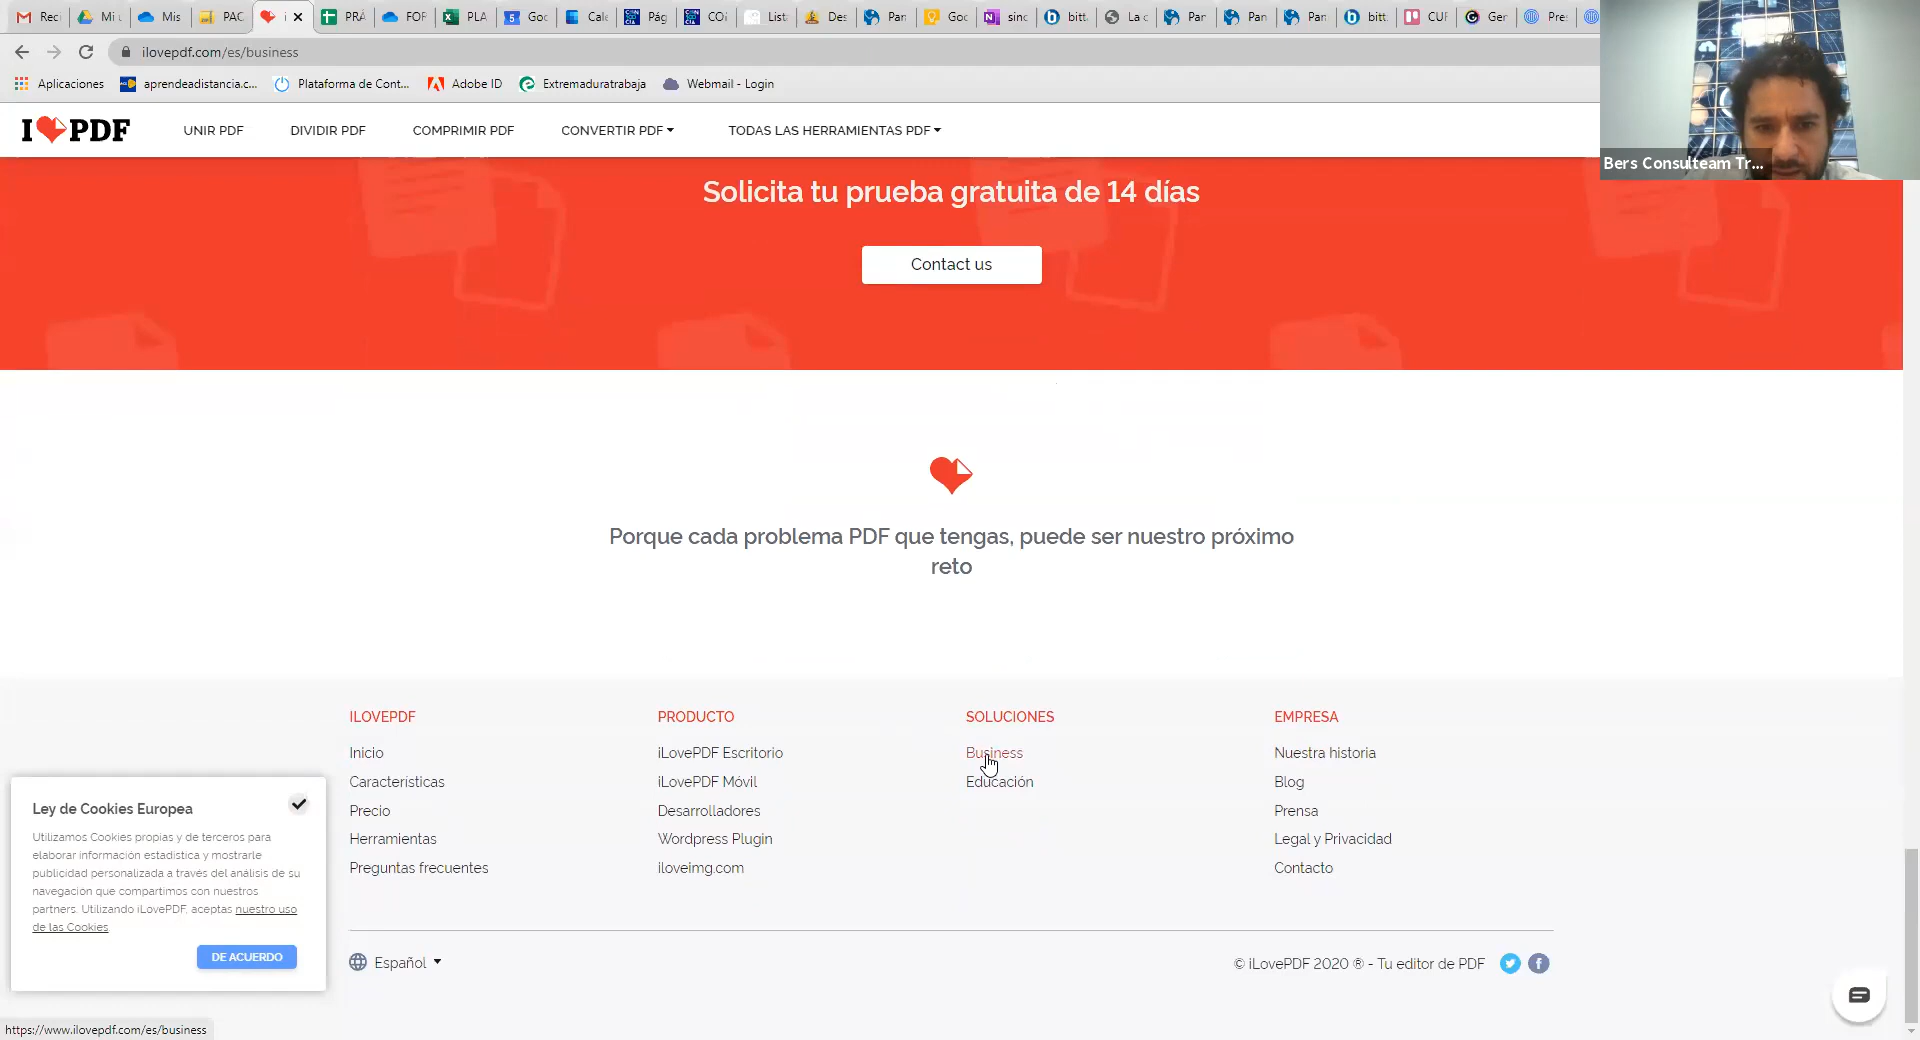 Reci
Mi u
Mis
PAC
i
PRÁ
FOF
PLA
Goc
Cale
Pág
COi
List
Des
Pan
Goc
sinc
bitt
La c
Pan
Pan
Pan
bitt
CUR
Ger
Pre
ilovepdf.com/es/business
Aplicaciones
aprendeadistancia.c...
Plataforma de Cont...
Adobe ID
Extremaduratrabaja
Webmail - Login
I PDF
UNIR PDF
DIVIDIR PDF
COMPRIMIR PDF
CONVERTIR PDF
TODAS LAS HERRAMIENTAS PDF
Bers Consulteam Tr...
Solicita tu prueba gratuita de 14 días
Contact us
Porque cada problema PDF que tengas, puede ser nuestro próximo
reto
ILOVEPDF
Inicio
Características
Precio
Herramientas
Preguntas frecuentes
PRODUCTO
iLovePDF Escritorio
iLovePDF Móvil
Desarrolladores
Wordpress Plugin
iloveimg.com
SOLUCIONES
Business
Educación
EMPRESA
Nuestra historia
Blog
Prensa
Legal y Privacidad
Contacto
Ley de Cookies Europea
Utilizamos Cookies propias y de terceros para
elaborar información estadística y mostrarle
publicidad personalizada a través del análisis de su
navegación que compartimos con nuestros
partners. Utilizando iLovePDF, aceptas nuestro uso
de las Cookies
DE ACUERDO
Español
© iLovePDF 2020 ® - Tu editor de PDF
https://www.ilovepdf.com/es/business